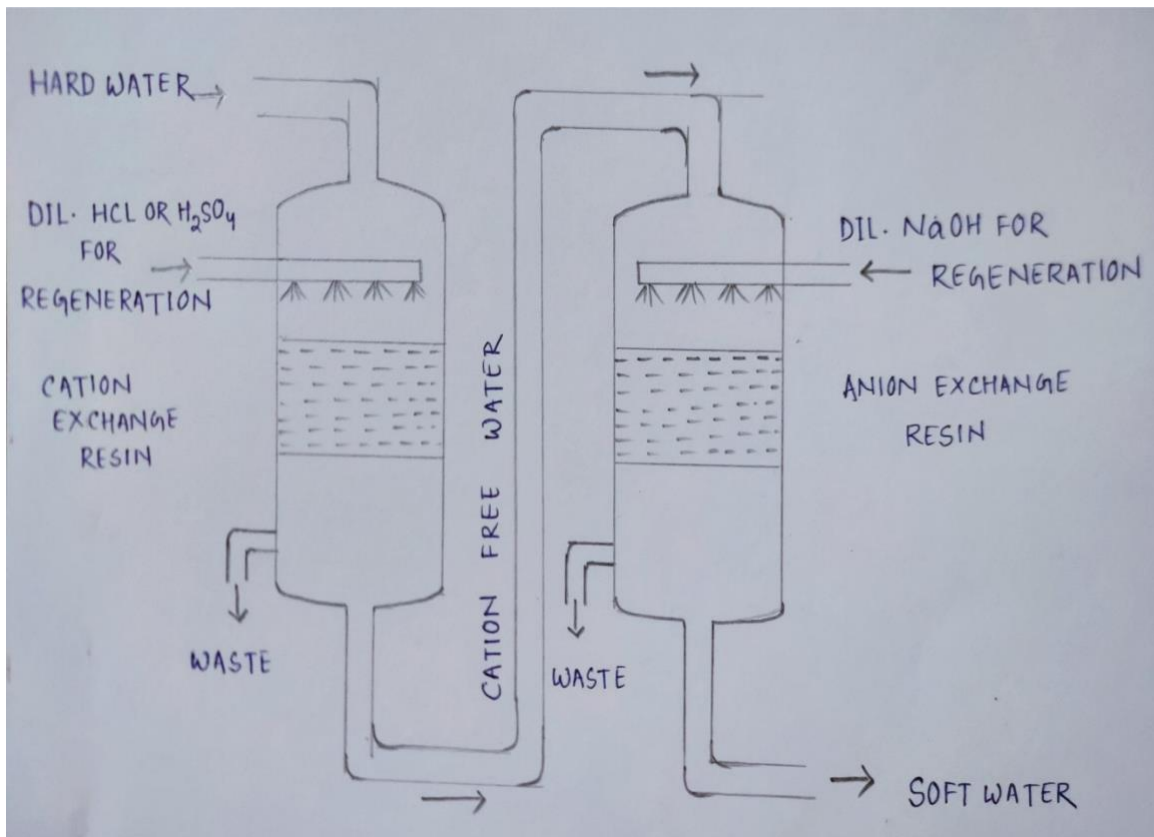 HARD WATER
DIL. HCL OR H₂SO₄
FOR
REGENERATION
CATION
EXCHANGE
RESIN
WASTE
CATION FREE WATER
DIL. NaOH FOR
REGENERATION
ANION EXCHANGE
RESIN
WASTE
SOFT WATER